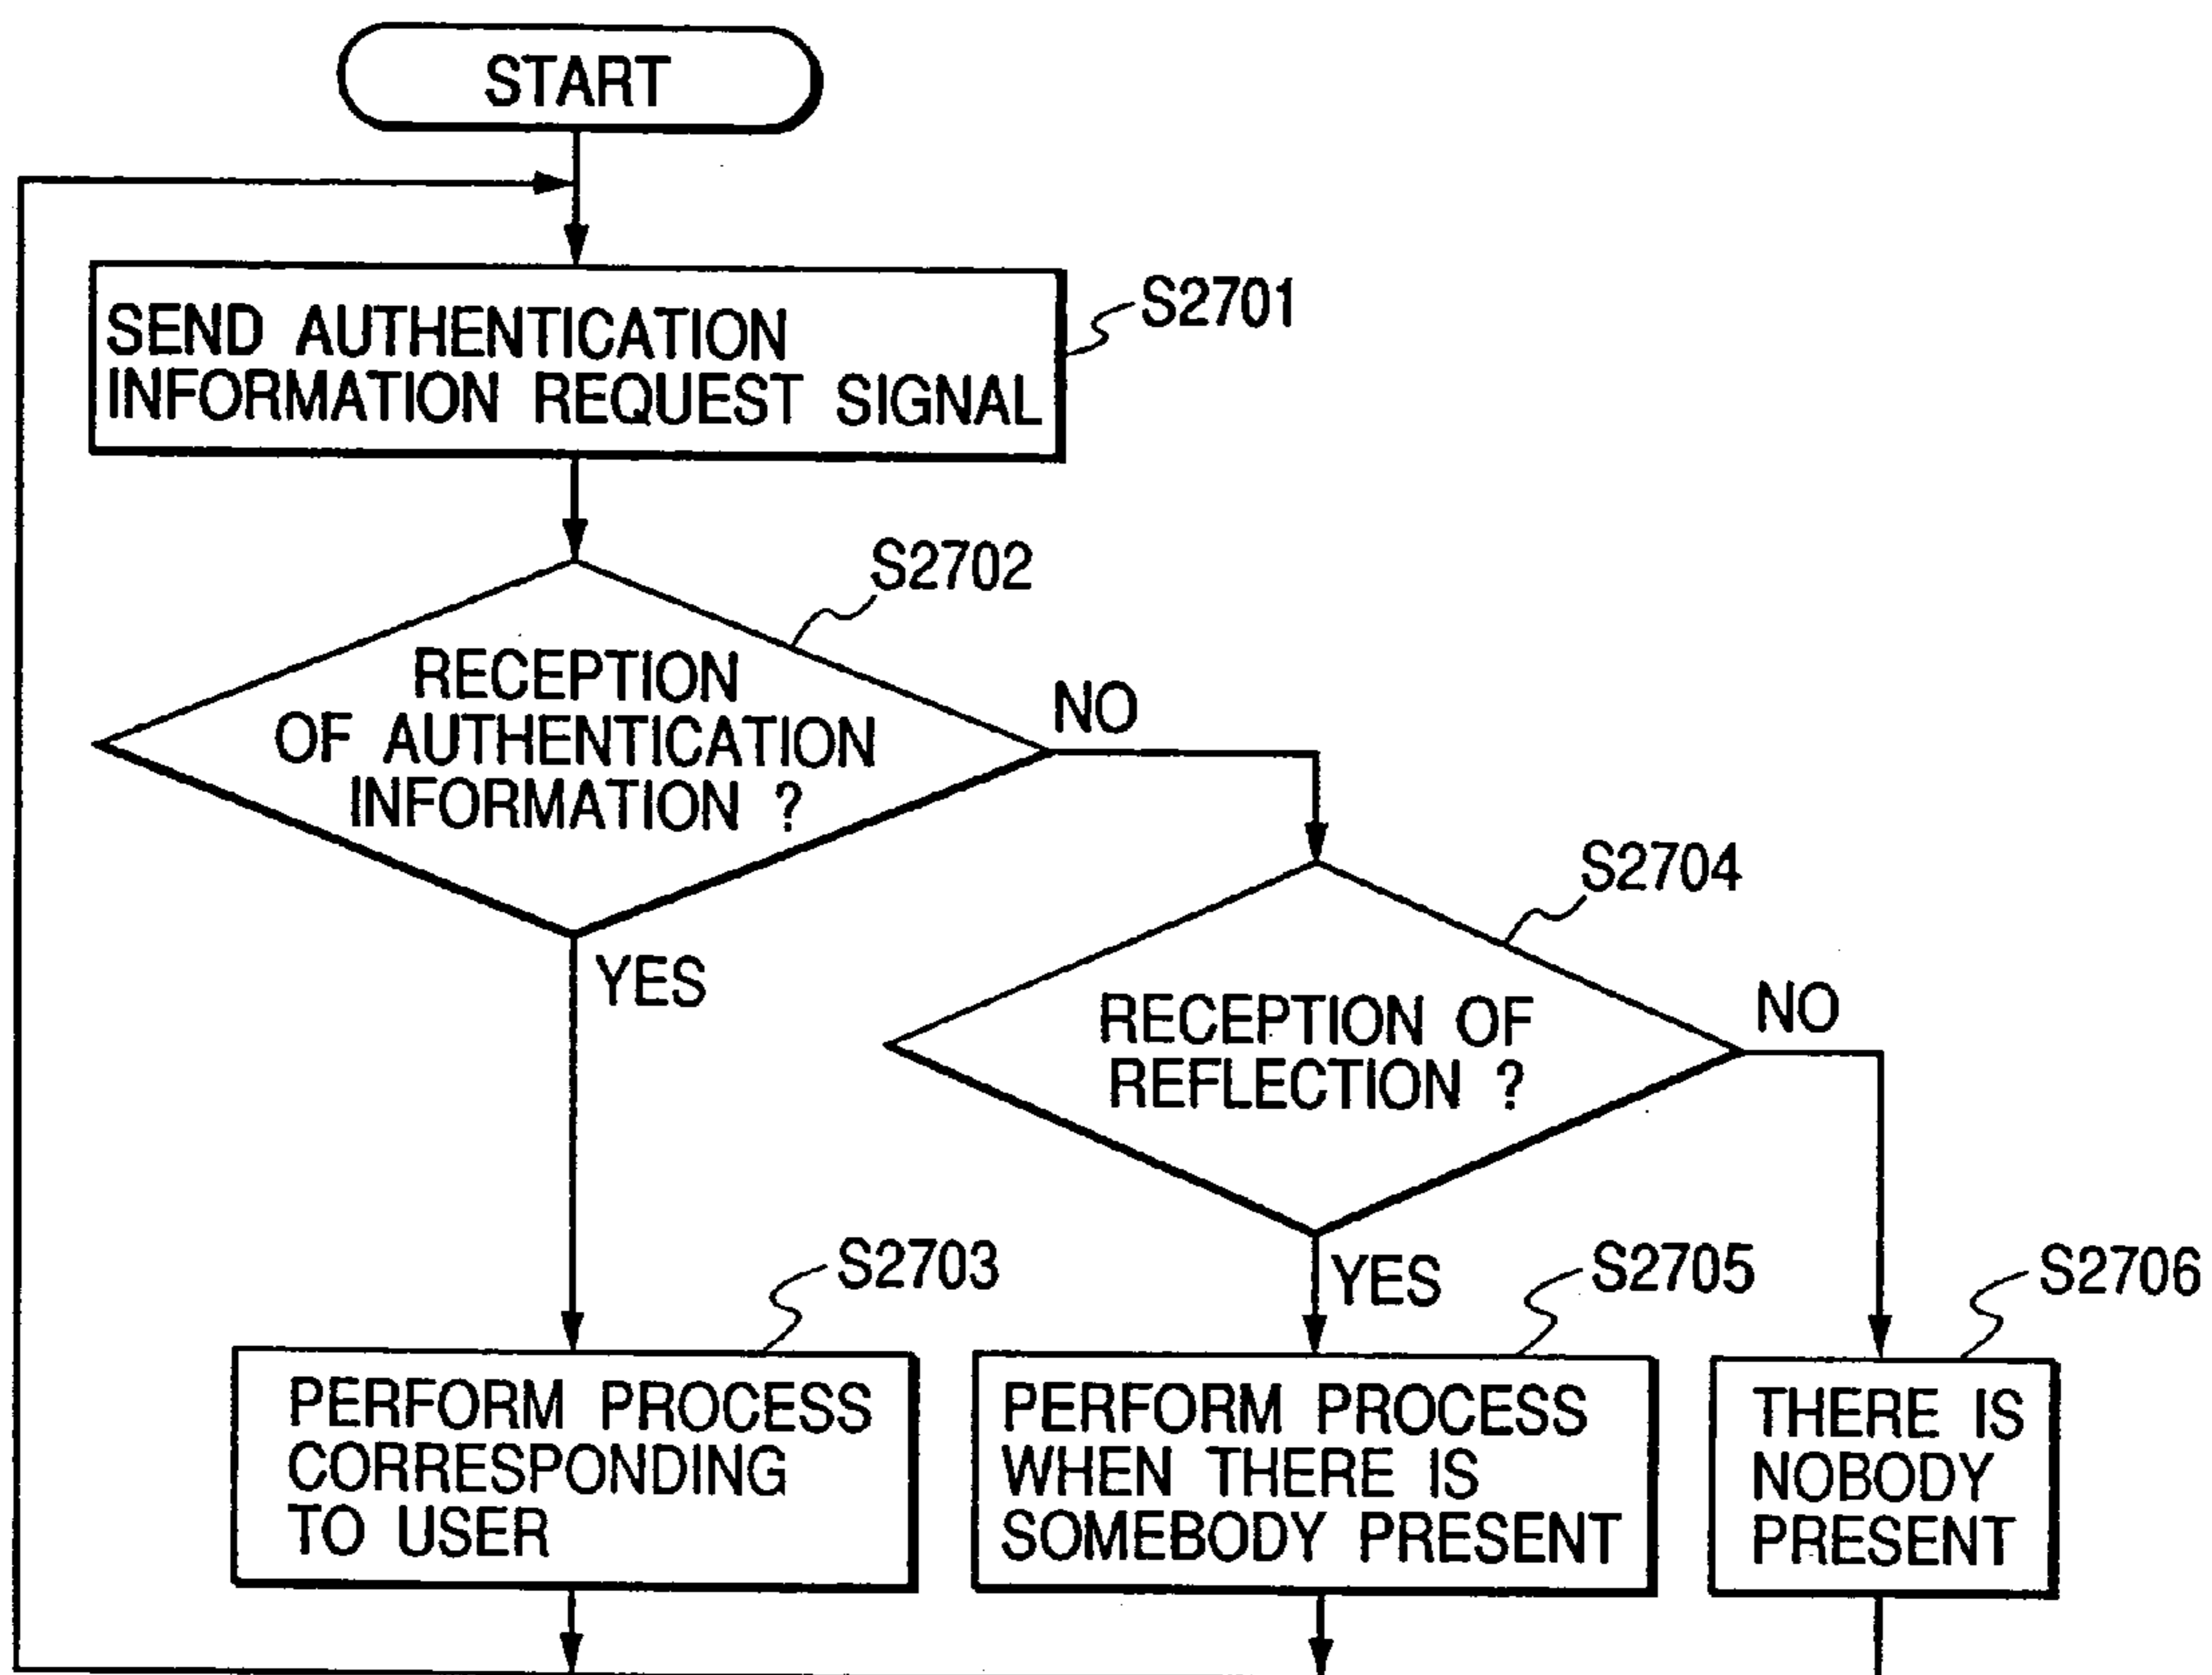 START
S2701
SEND AUTHENTICATION
INFORMATION REQUEST SIGNAL
S2702
RECEPTION
OF AUTHENTICATION
INFORMATION ?
NO
YES
S2704
RECEPTION OF
REFLECTION ?
NO
YES
S2703
PERFORM PROCESS
CORRESPONDING
TO USER
S2705
PERFORM PROCESS
WHEN THERE IS
SOMEBODY PRESENT
S2706
THERE IS
NOBODY
PRESENT